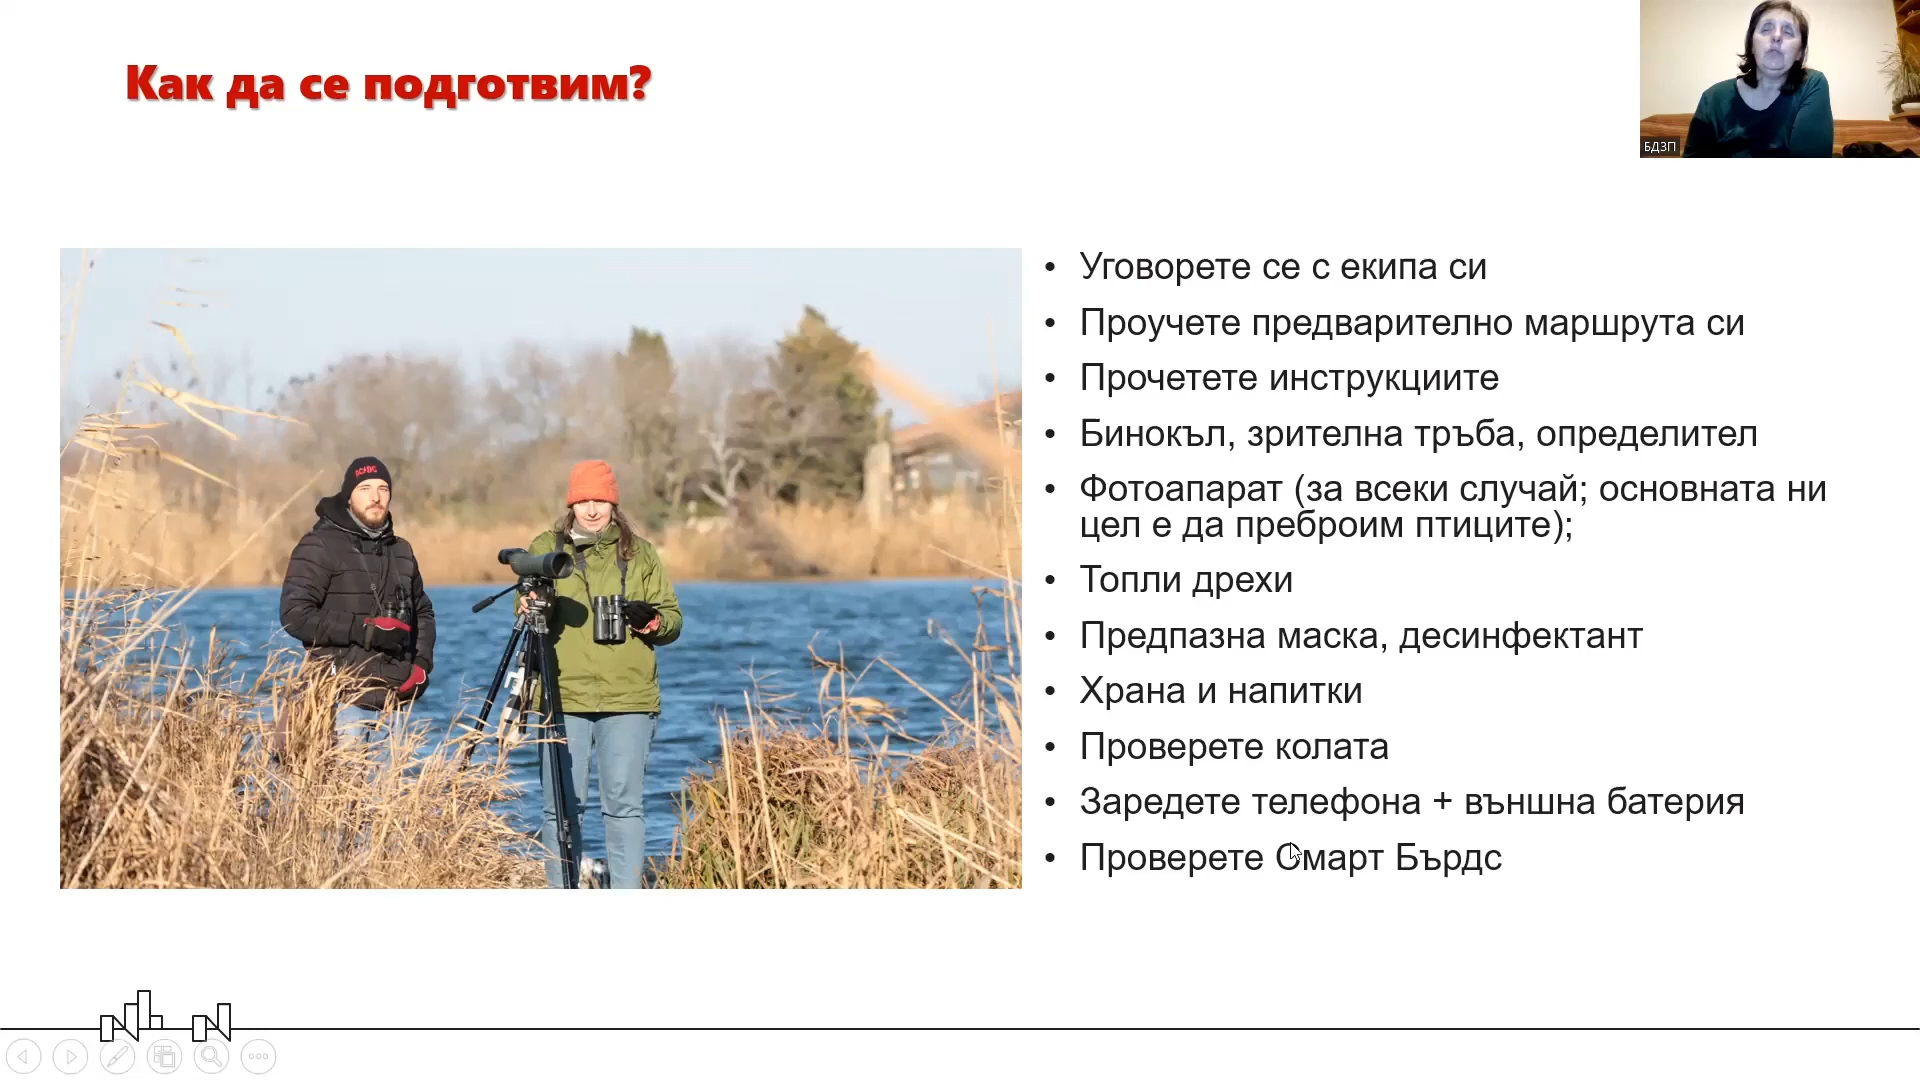 Как да се подготвим?
БДЗП
• Уговорете се с екипа си
• Проучете предварително маршрута си
• Прочетете инструкциите
• Бинокъл, зрителна тръба, определител
• Фотоапарат (за всеки случай; основната ни
цел е да преброим птиците);
• Топли дрехи
• Предпазна маска, десинфектант
• Храна и напитки
• Проверете колата
• Заредете телефона + външна батерия
• Проверете Смарт Бърдс
AC/DC